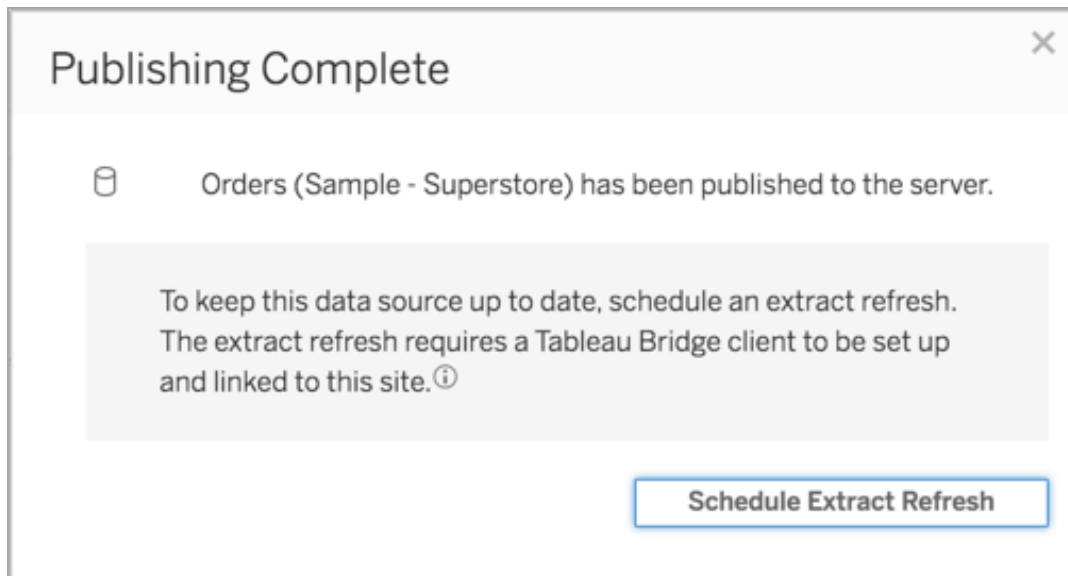 Publishing Complete
Orders (Sample - Superstore) has been published to the server.
To keep this data source up to date, schedule an extract refresh.
The extract refresh requires a Tableau Bridge client to be set up
and linked to this site.
Schedule Extract Refresh